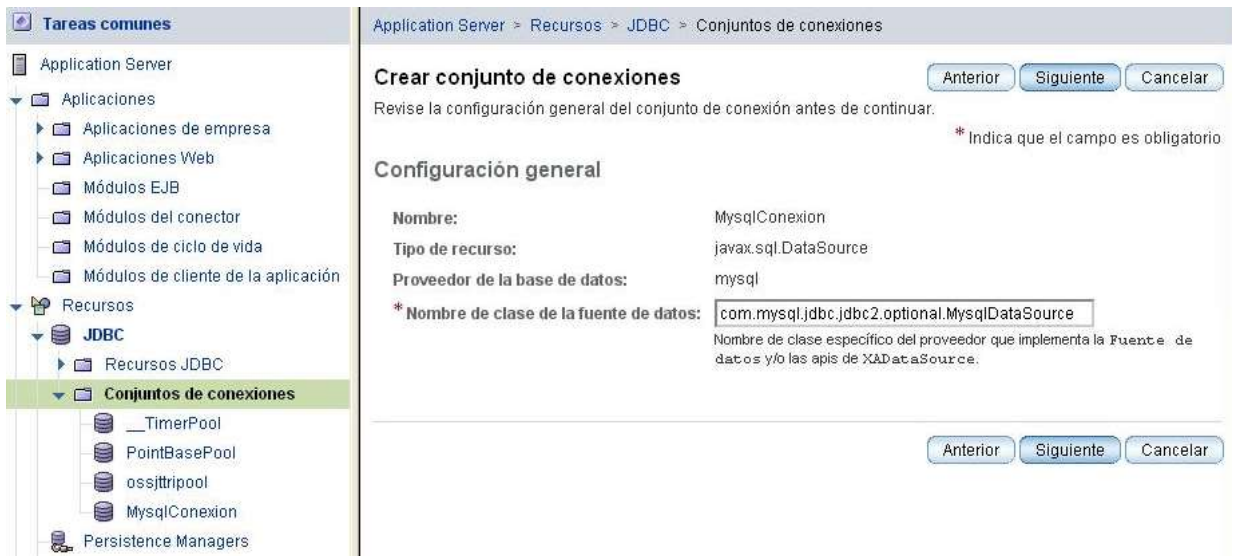 Tareas comunes
Application Server
Aplicaciones
Aplicaciones de empresa
Aplicaciones Web
Módulos EJB
Módulos del conector
Módulos de ciclo de vida
Módulos de cliente de la aplicación
Recursos
JDBC
Recursos JDBC
Conjuntos de conexiones
__TimerPool
PointBasePool
ossjttripool
MysqlConexion
Persistence Managers
Application Server > Recursos > JDBC > Conjuntos de conexiones
Crear conjunto de conexiones
Anterior Siguiente Cancelar
Revise la configuración general del conjunto de conexión antes de continuar.
* Indica que el campo es obligatorio
Configuración general
Nombre: MysqlConexion
Tipo de recurso: javax.sql.DataSource
Proveedor de la base de datos: mysql
* Nombre de clase de la fuente de datos: com.mysql.jdbc.jdbc2.optional.MysqlDataSource
Nombre de clase específico del proveedor que implementa la Fuente de
datos y/o las apis de XADataSource.
Anterior Siguiente Cancelar